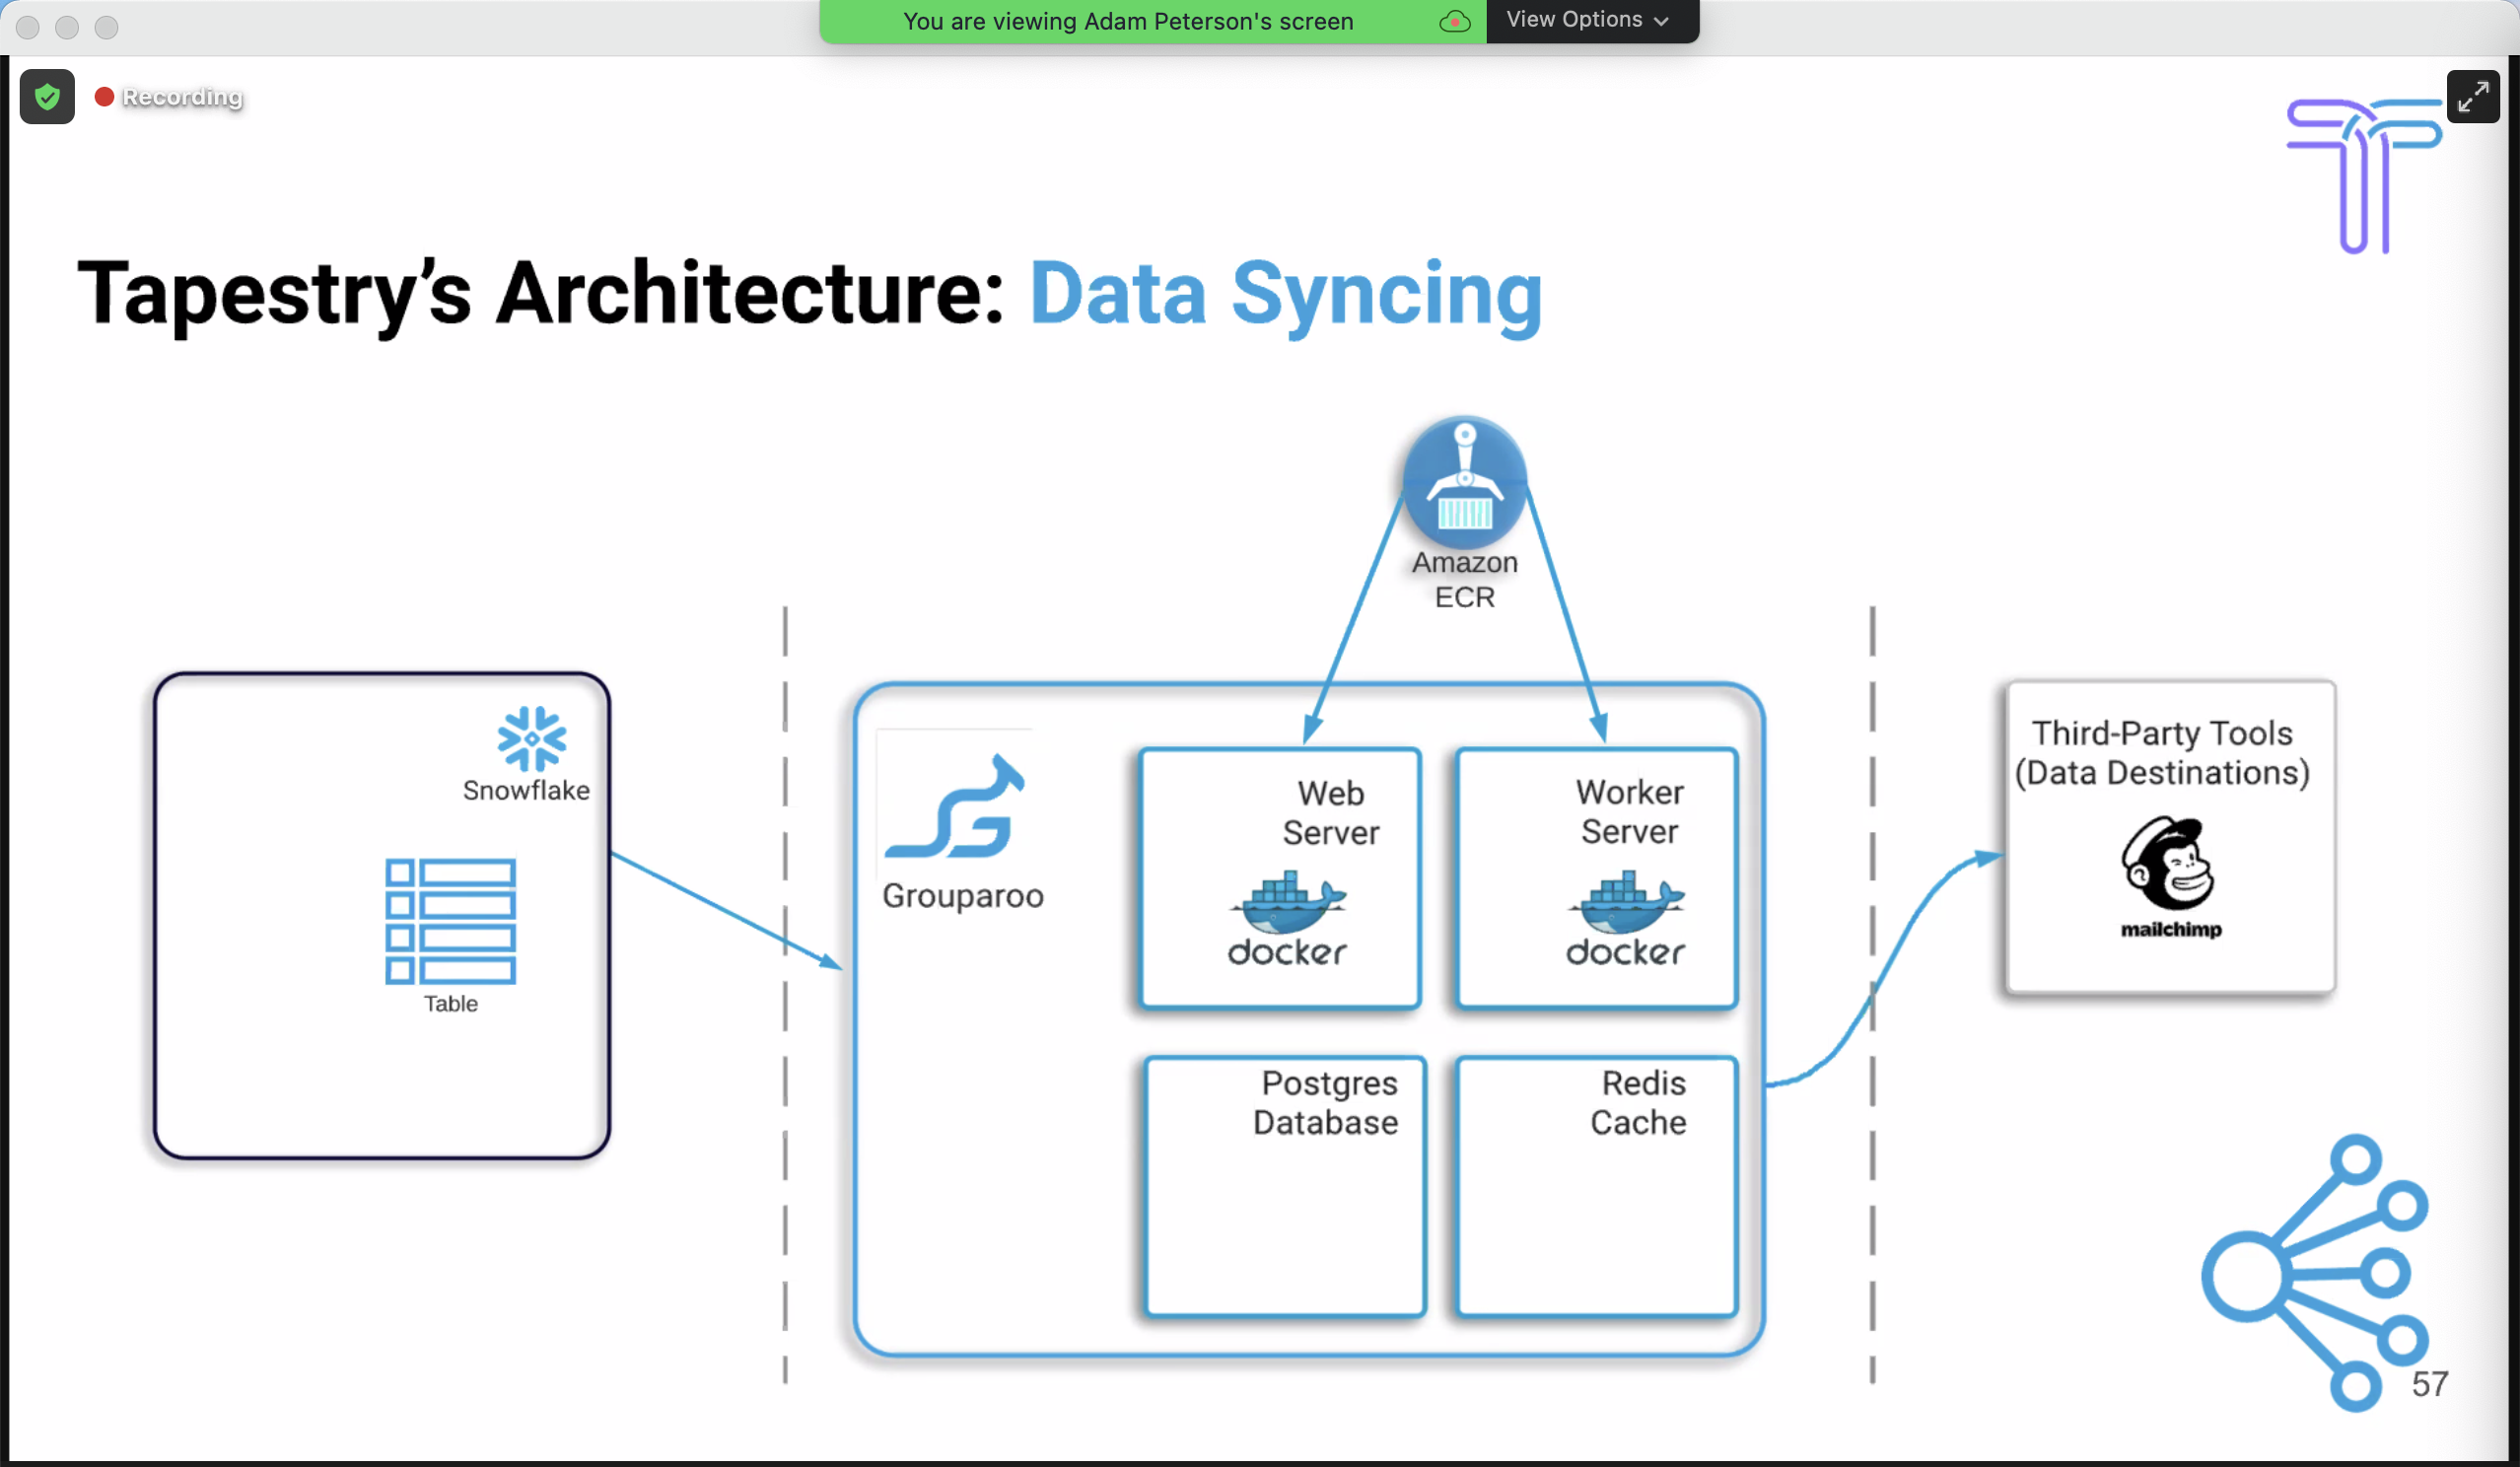 You are viewing Adam Peterson's screen
View Options
Recording
Tapestry’s Architecture: Data Syncing
Amazon
ECR
Snowflake
Table
Grouparoo
Web
Server
docker
Worker
Server
docker
Postgres
Database
Redis
Cache
Third-Party Tools
(Data Destinations)
mailchimp
57